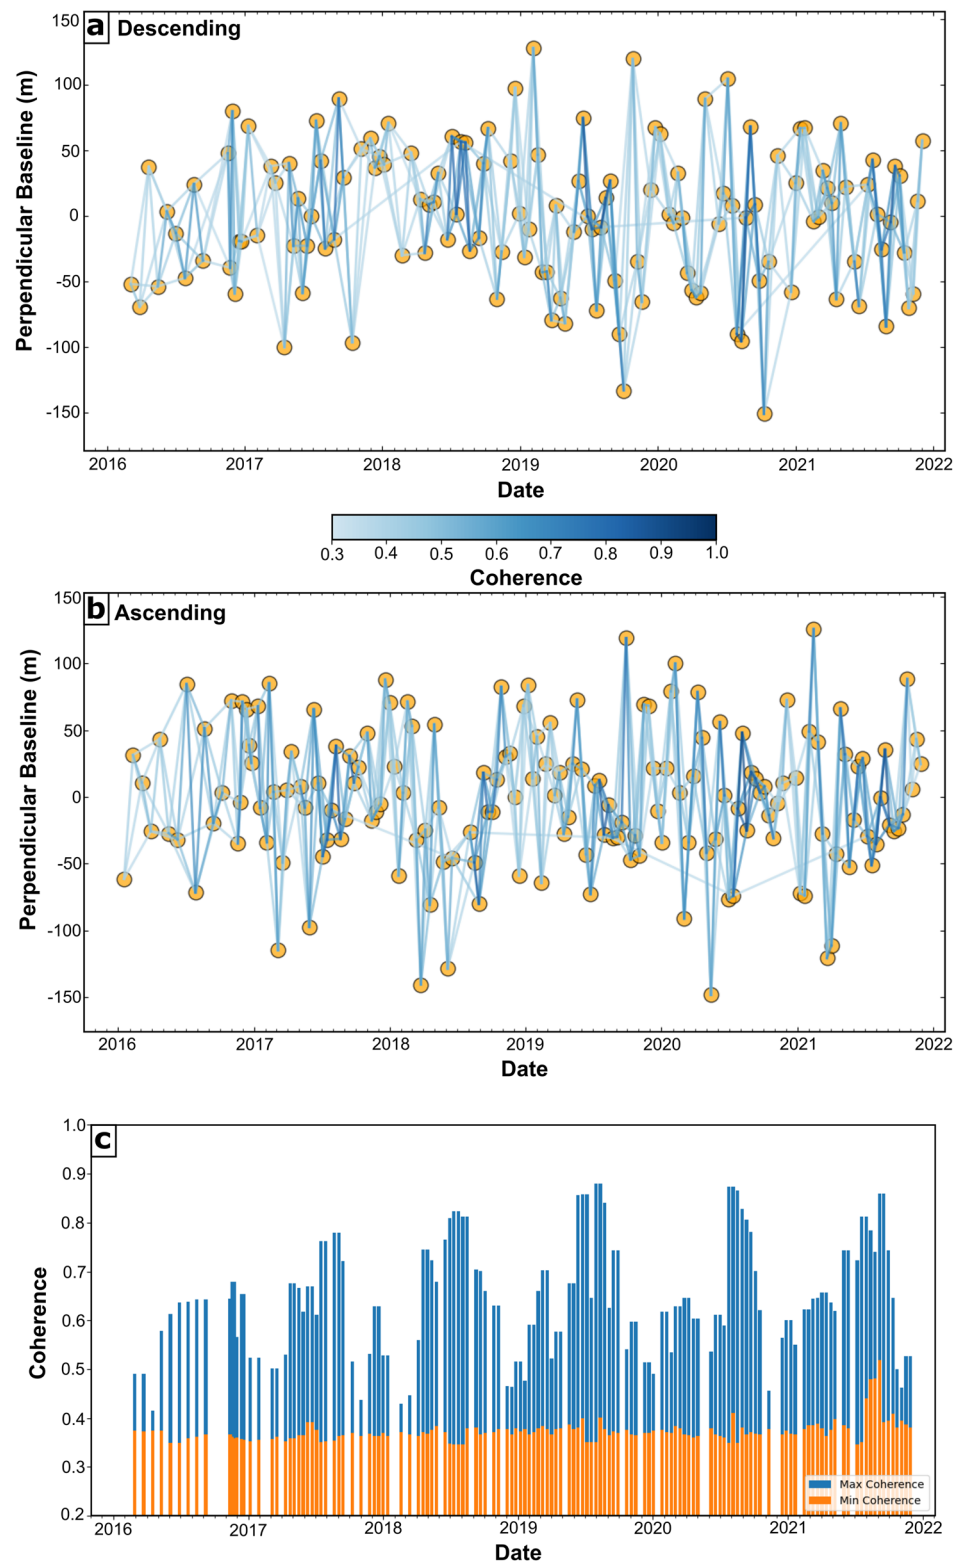 a Descending
150
100
50
0
-50
-100
-150
Perpendicular Baseline (m)
2016 2017 2018 2019 2020 2021 2022
Date
0.3 0.4 0.5 0.6 0.7 0.8 0.9 1.0
Coherence
b Ascending
150
100
50
0
-50
-100
-150
Perpendicular Baseline (m)
2016 2017 2018 2019 2020 2021 2022
Date
c
1.0
0.9
0.8
0.7
0.6
0.5
0.4
0.3
0.2
Coherence
Max Coherence
Min Coherence
2016 2017 2018 2019 2020 2021 2022
Date